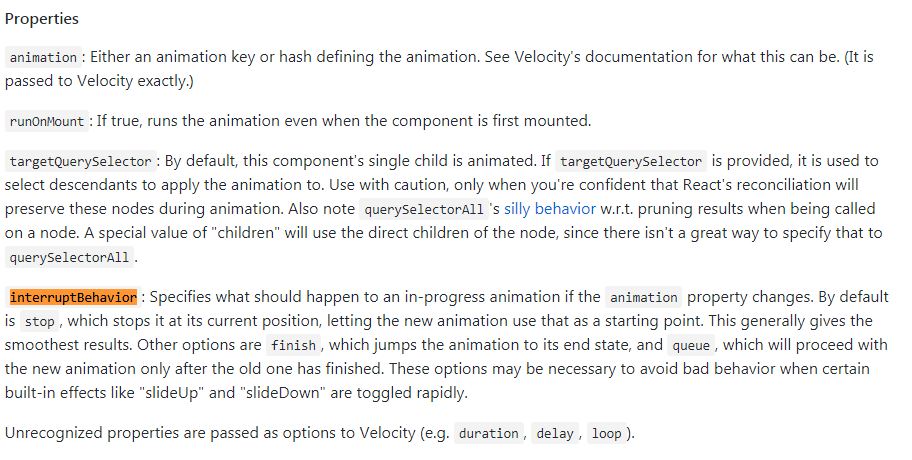 Properties
animation : Either an animation key or hash defining the animation. See Velocity's documentation for what this can be. (It is
passed to Velocity exactly.)
runOnMount : If true, runs the animation even when the component is first mounted.
targetQuerySelector : By default, this component's single child is animated. If targetQuerySelector is provided, it is used to
select descendants to apply the animation to. Use with caution, only when you're confident that React's reconciliation will
preserve these nodes during animation. Also note querySelectorAll 's silly behavior w.r.t. pruning results when being called
on a node. A special value of "children" will use the direct children of the node, since there isn't a great way to specify that to
querySelectorAll .
interruptBehavior : Specifies what should happen to an in-progress animation if the animation property changes. By default
is stop , which stops it at its current position, letting the new animation use that as a starting point. This generally gives the
smoothest results. Other options are finish , which jumps the animation to its end state, and queue , which will proceed with
the new animation only after the old one has finished. These options may be necessary to avoid bad behavior when certain
built-in effects like "slideUp" and "slideDown" are toggled rapidly.
Unrecognized properties are passed as options to Velocity (e.g. duration , delay , loop ).